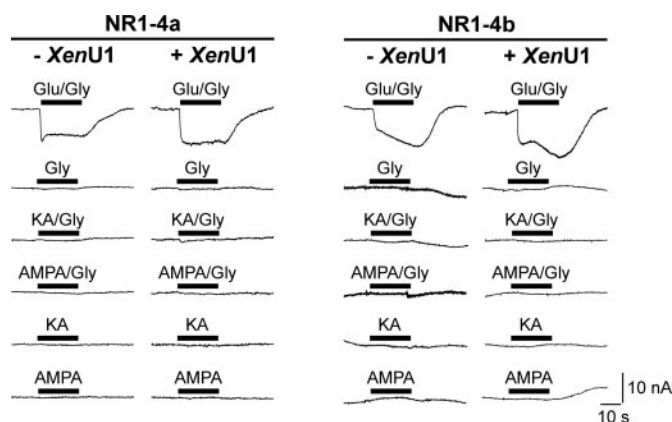 NR1-4a NR1-4b
- XenU1 + XenU1 - XenU1 + XenU1
Glu/Gly Glu/Gly Glu/Gly Glu/Gly
Gly Gly Gly
KA/Gly KA/Gly KA/Gly KA/Gly
AMPA/Gly AMPA/Gly AMPA/Gly AMPA/Gly
KA KA KA KA
AMPA AMPA AMPA AMPA
10 nA
10 s